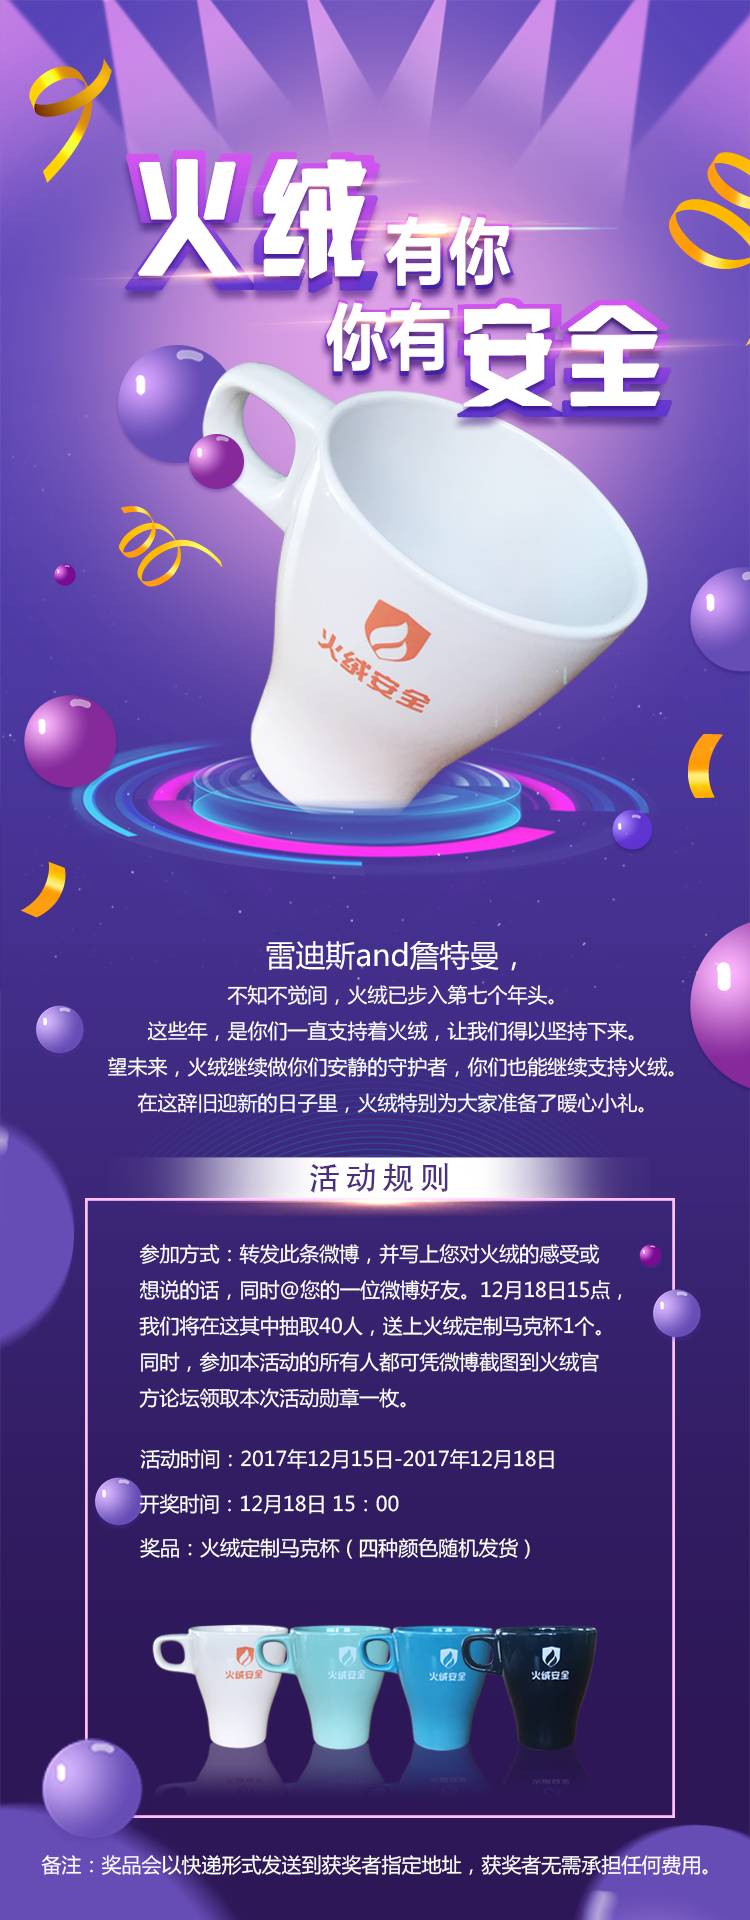 火绒有你
你有安全
火绒安全
雷迪斯and詹特曼，
不知不觉间，火绒已步入第七个年头。
这些年，是你们一直支持着火绒，让我们得以坚持下来。
望未来，火绒继续做你们安静的守护者，你们也能继续支持火绒。
在这辞旧迎新的日子里，火绒特别为大家准备了暖心小礼。
活动规则
参加方式：转发此条微博，并写上您对火绒的感受或
想说的话，同时@您的一位微博好友。12月18日15点，
我们将在这其中抽取40人，送上火绒定制马克杯1个。
同时，参加本活动的所有人都可凭微博截图到火绒官
方论坛领取本次活动勋章一枚。
活动时间：2017年12月15日-2017年12月18日
开奖时间：12月18日 15：00
奖品：火绒定制马克杯（四种颜色随机发货）
火绒安全 火绒安全 火绒安全 火绒安全
备注：奖品会以快递形式发送到获奖者指定地址，获奖者无需承担任何费用。